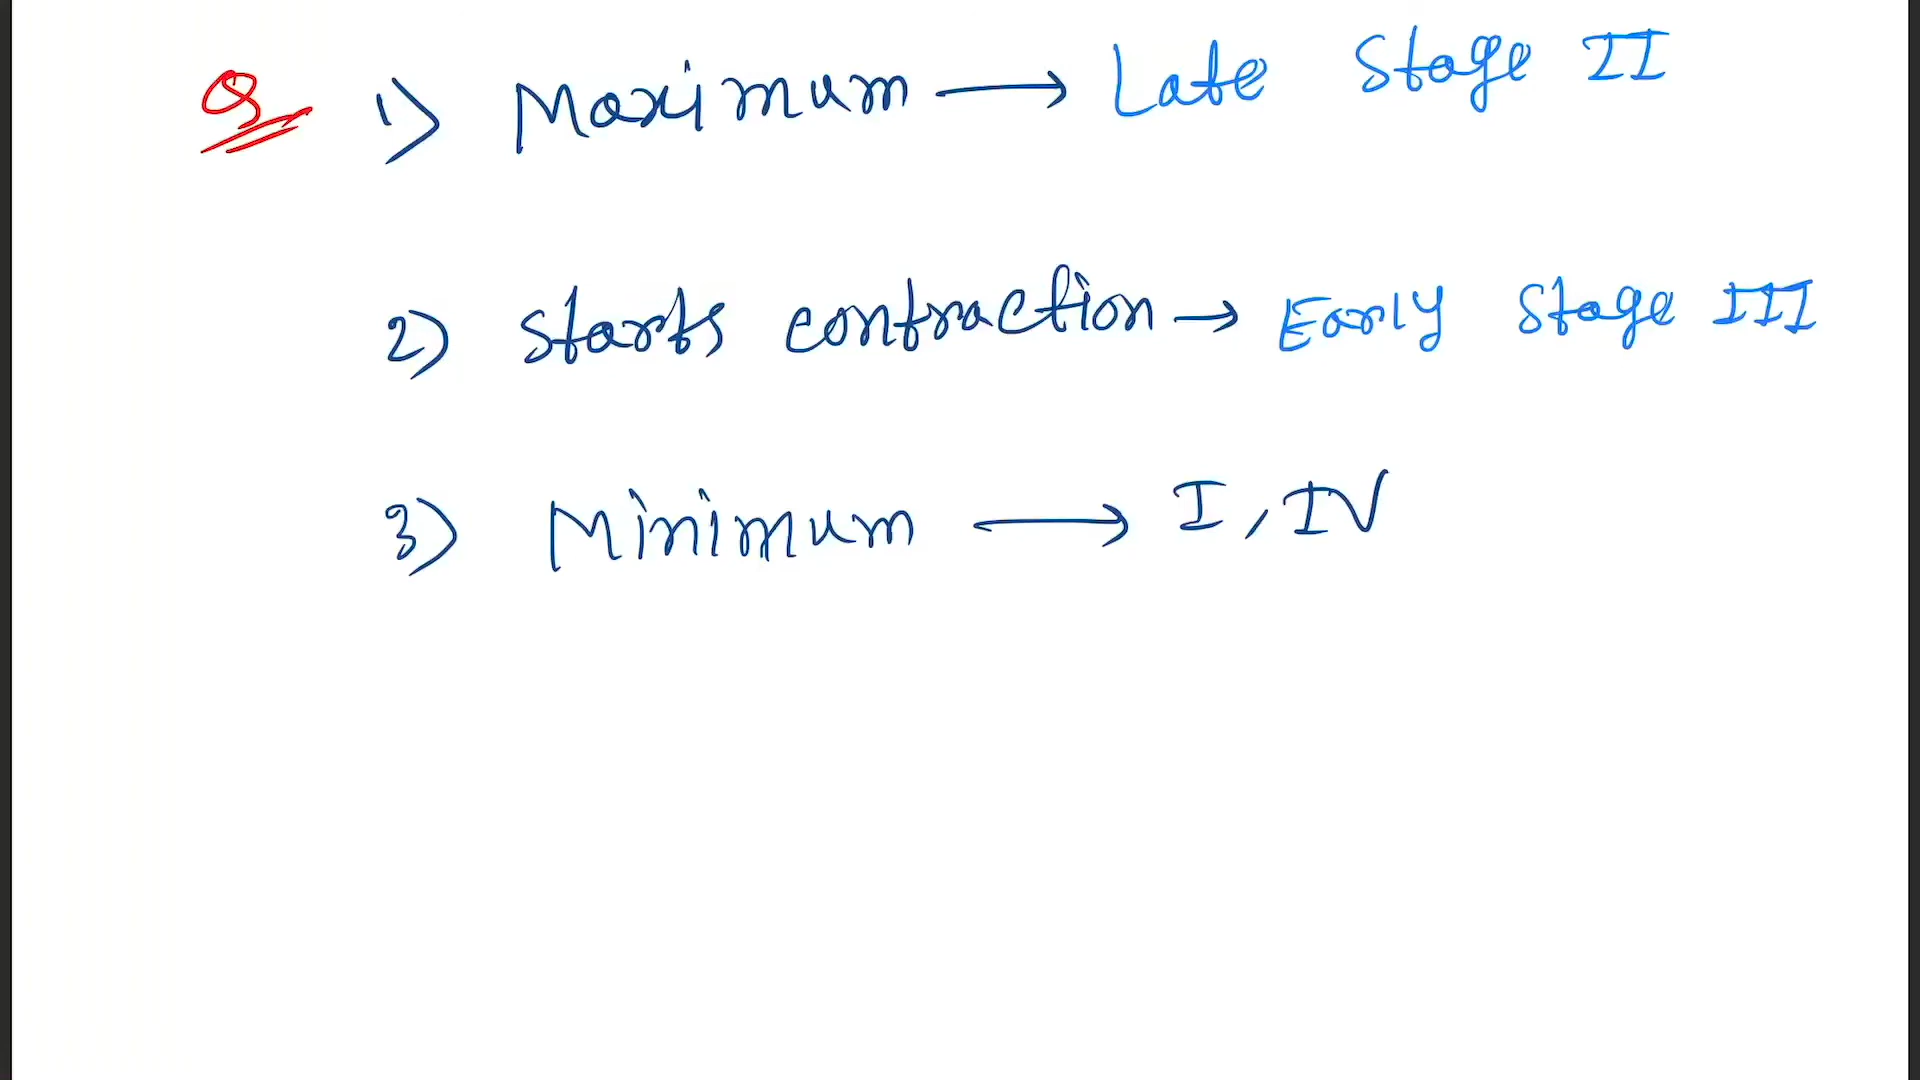 Q 1) Maximum → Late Stage II
2) Starts contraction → Early Stage III
3) Minimum → I, IV